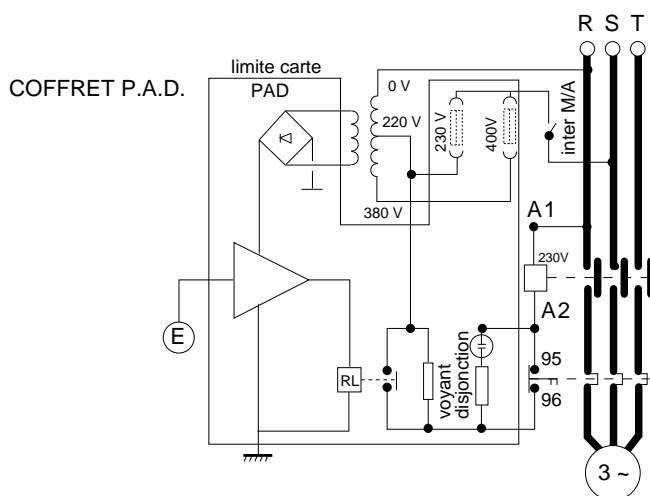 R S T
limite carte
PAD
COFFRET P.A.D.
0 V
220 V
230 V
400V
inter M/A
380 V
A1
230V
A2
E
RL
voyant
disjonction
95
96
3 ~